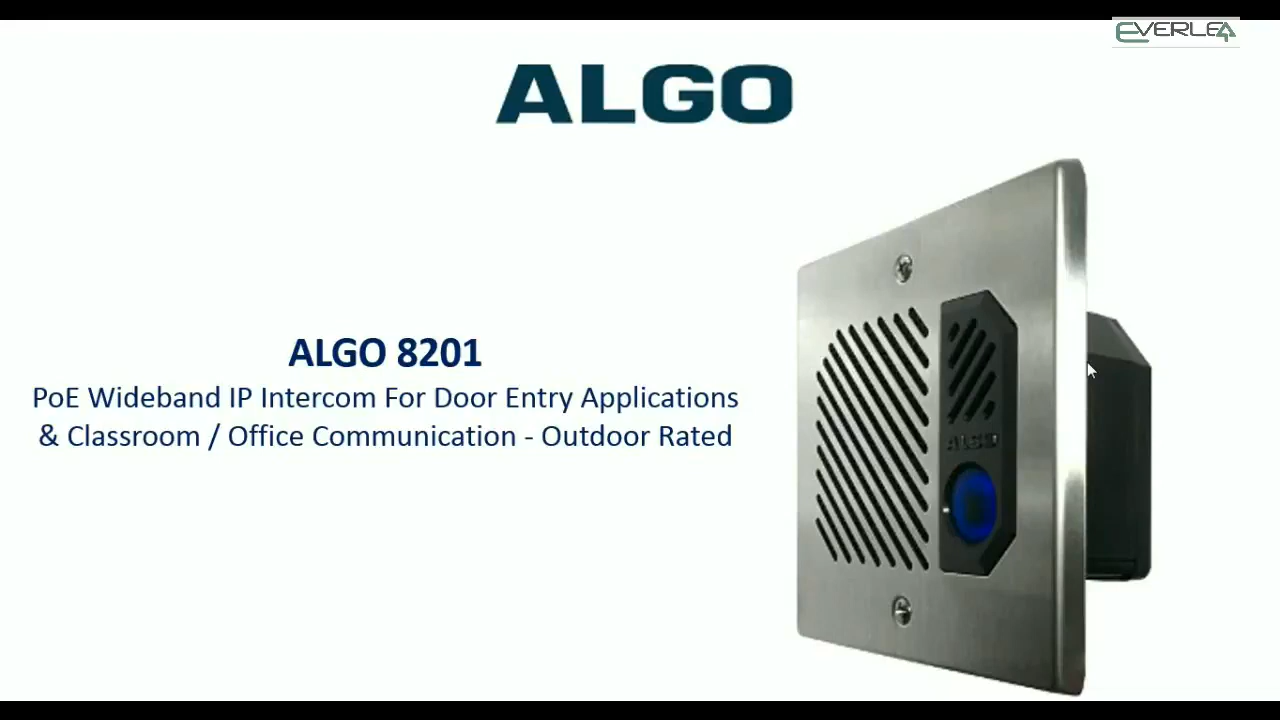 EVERLEA
ALGO
ALGO 8201
PoE Wideband IP Intercom For Door Entry Applications
& Classroom / Office Communication - Outdoor Rated
ALGO